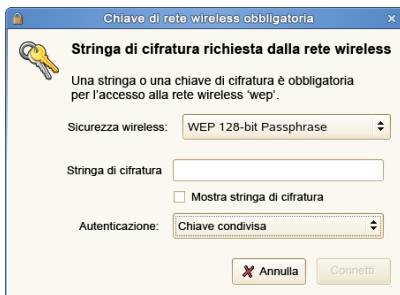 Chiave di rete wireless obbligatoria
Stringa di cifratura richiesta dalla rete wireless
Una stringa o una chiave di cifratura è obbligatoria
per l'accesso alla rete wireless ‘wep’.
Sicurezza wireless: WEP 128-bit Passphrase
Stringa di cifratura
Mostra stringa di cifratura
Autenticazione: Chiave condivisa
Annulla Connetti